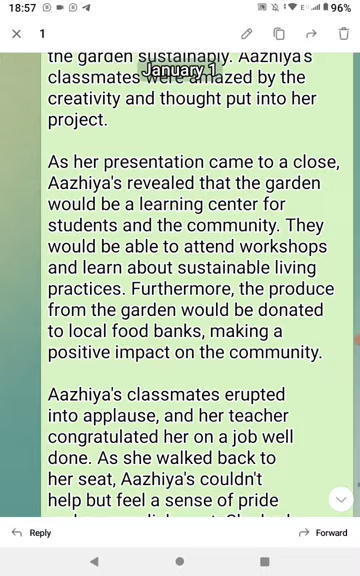 18:57
96%
1
the garden sustainably. Aazhiya's
January 1
classmates were amazed by the
creativity and thought put into her
project.
As her presentation came to a close,
Aazhiya's revealed that the garden
would be a learning center for
students and the community. They
would be able to attend workshops
and learn about sustainable living
practices. Furthermore, the produce
from the garden would be donated
to local food banks, making a
positive impact on the community.
Aazhiya's classmates erupted
into applause, and her teacher
congratulated her on a job well
done. As she walked back to
her seat, Aazhiya's couldn't
help but feel a sense of pride
Reply
Forward